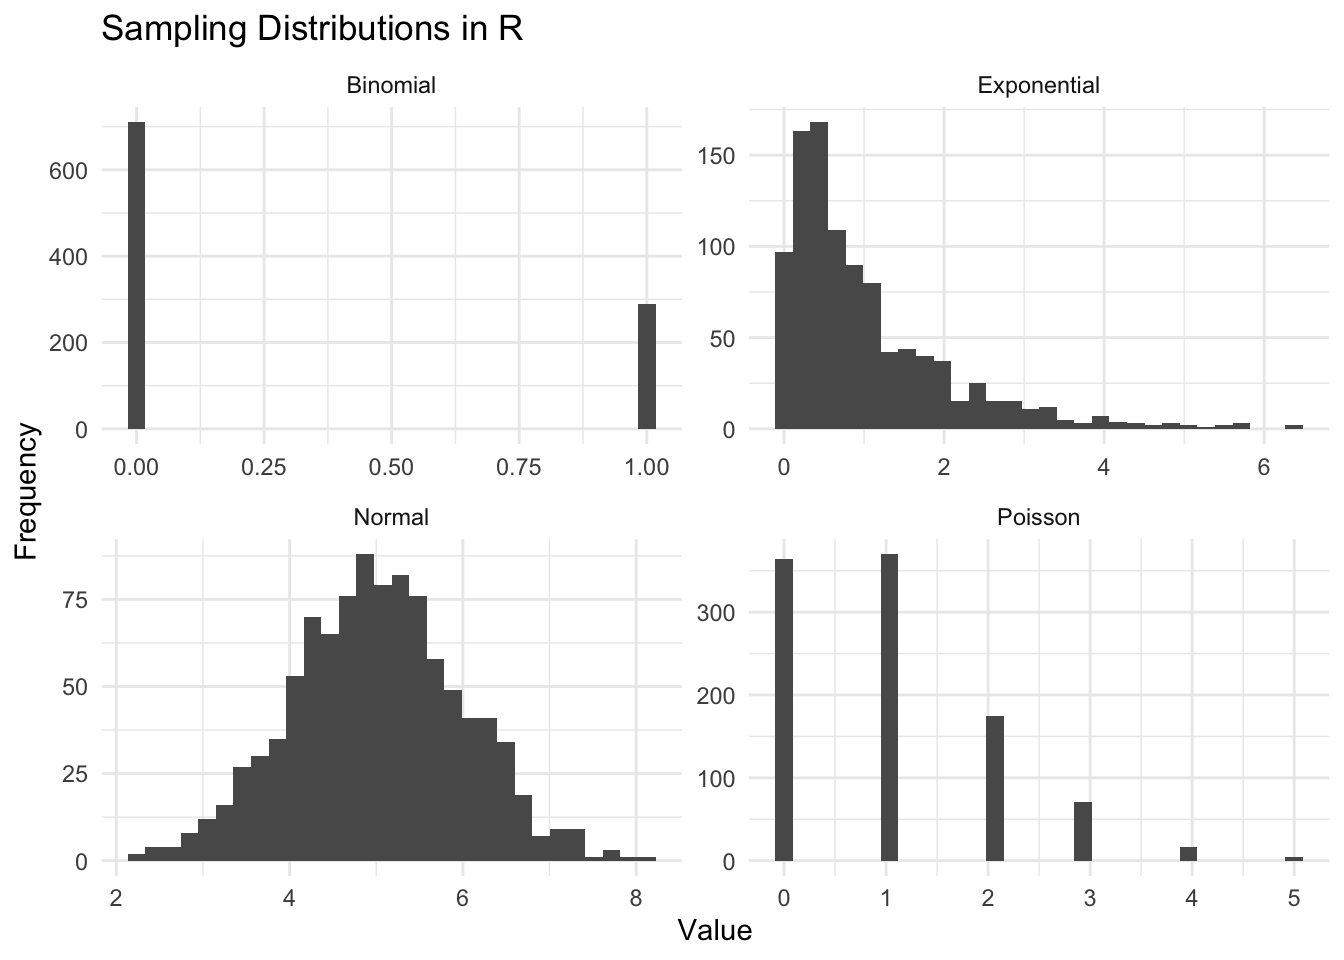 Sampling Distributions in R
Binomial
600
400
200
0
0.00 0.25 0.50 0.75 1.00
Exponential
150
100
50
0
0 2 4 6
Frequency
Normal
75
50
25
0
2 4 6 8
Poisson
300
200
100
0
0 1 2 3 4 5
Value